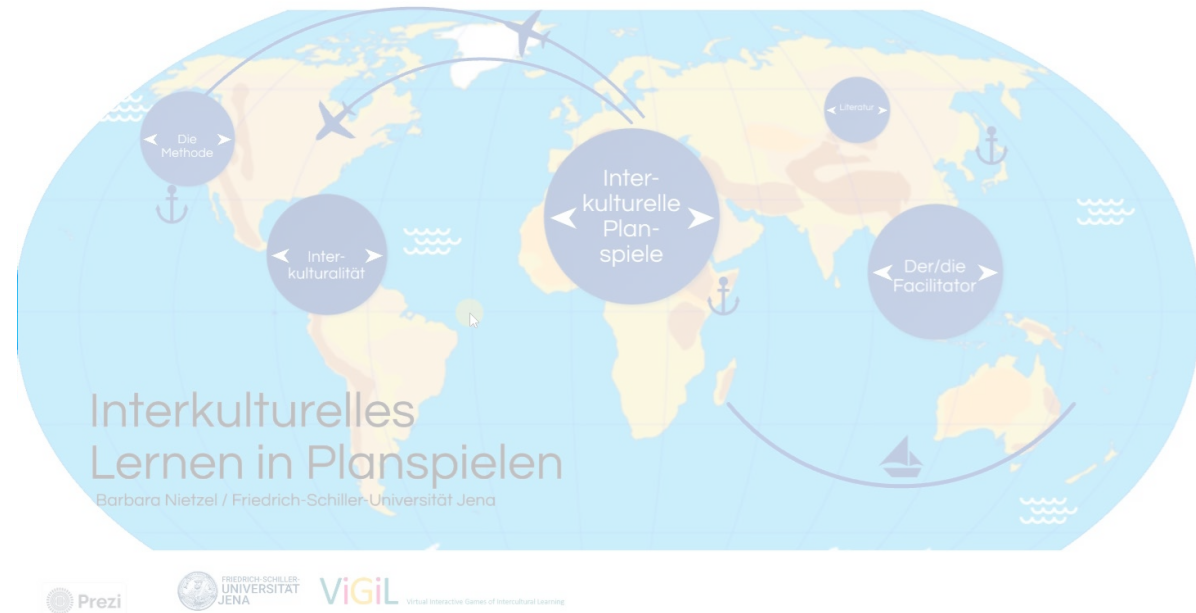 Die
Methode
Inter-
kulturalität
Inter-
kulturelle
Plan-
spiele
Literatur
Der/die
Facilitator
Interkulturelles
Lernen in Planspielen
Barbara Nietzel / Friedrich-Schiller-Universität Jena
Prezi
FRIEDRICH-SCHILLER-
UNIVERSITÄT
JENA
ViGiL
Virtual Interactive Games of Intercultural Learning